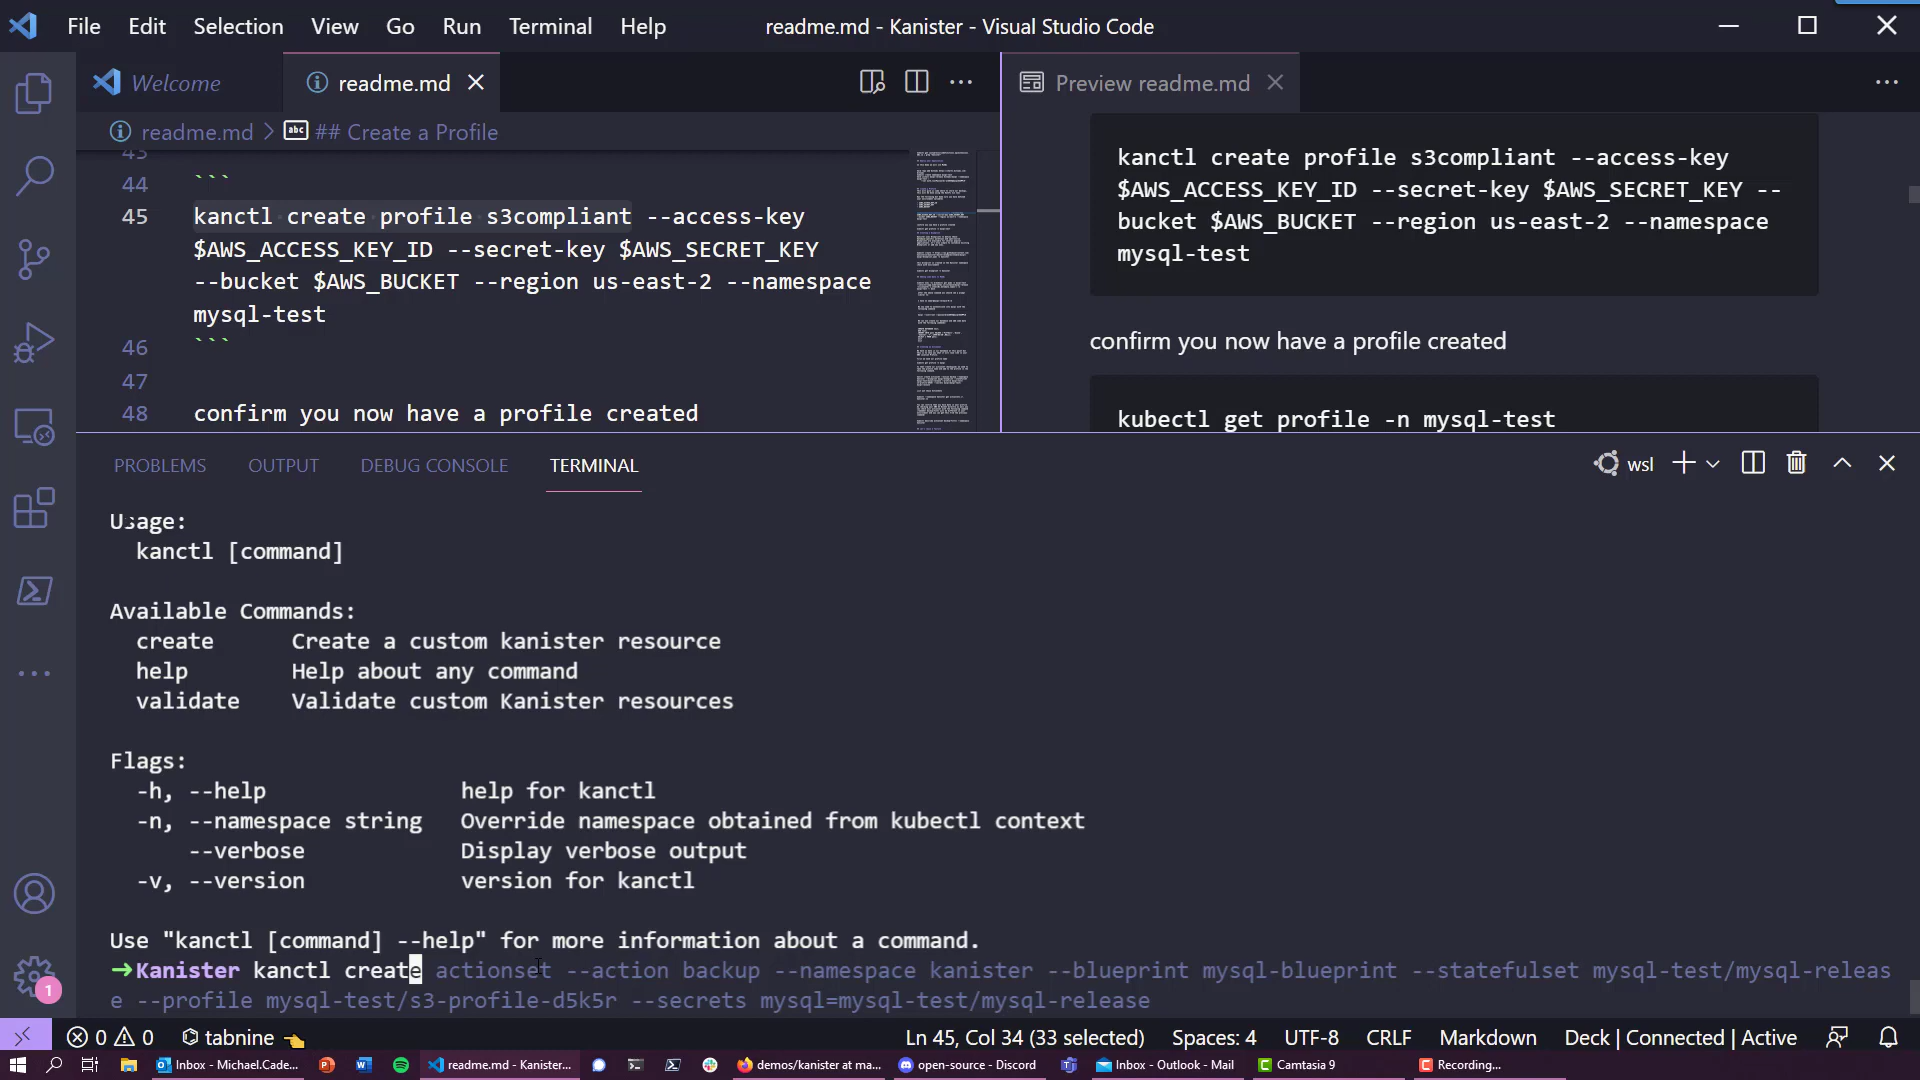 File Edit Selection View Go Run Terminal Help readme.md - Kanister - Visual Studio Code
Welcome readme.md Preview readme.md
readme.md > abc ## Create a Profile
43
44 ```
45 kanctl create profile s3compliant --access-key
$AWS_ACCESS_KEY_ID --secret-key $AWS_SECRET_KEY
--bucket $AWS_BUCKET --region us-east-2 --namespace
mysql-test
46 ```
47
48 confirm you now have a profile created
kanctl create profile s3compliant --access-key
$AWS_ACCESS_KEY_ID --secret-key $AWS_SECRET_KEY --
bucket $AWS_BUCKET --region us-east-2 --namespace
mysql-test
confirm you now have a profile created
kubectl get profile -n mysql-test
PROBLEMS OUTPUT DEBUG CONSOLE TERMINAL wsl
Usage:
kanctl [command]
Available Commands:
create Create a custom kanister resource
help Help about any command
validate Validate custom Kanister resources
Flags:
-h, --help help for kanctl
-n, --namespace string Override namespace obtained from kubectl context
--verbose Display verbose output
-v, --version version for kanctl
Use "kanctl [command] --help" for more information about a command.
→Kanister kanctl create actionset --action backup --namespace kanister --blueprint mysql-blueprint --statefulset mysql-test/mysql-releas
e --profile mysql-test/s3-profile-d5k5r --secrets mysql=mysql-test/mysql-release
1
0 0 tabnine Ln 45, Col 34 (33 selected) Spaces: 4 UTF-8 CRLF Markdown Deck | Connected | Active
Inbox - Michael.Cade... readme.md - Kanister... demos/kanister at ma... open-source - Discord Inbox - Outlook - Mail Camtasia 9 Recording...